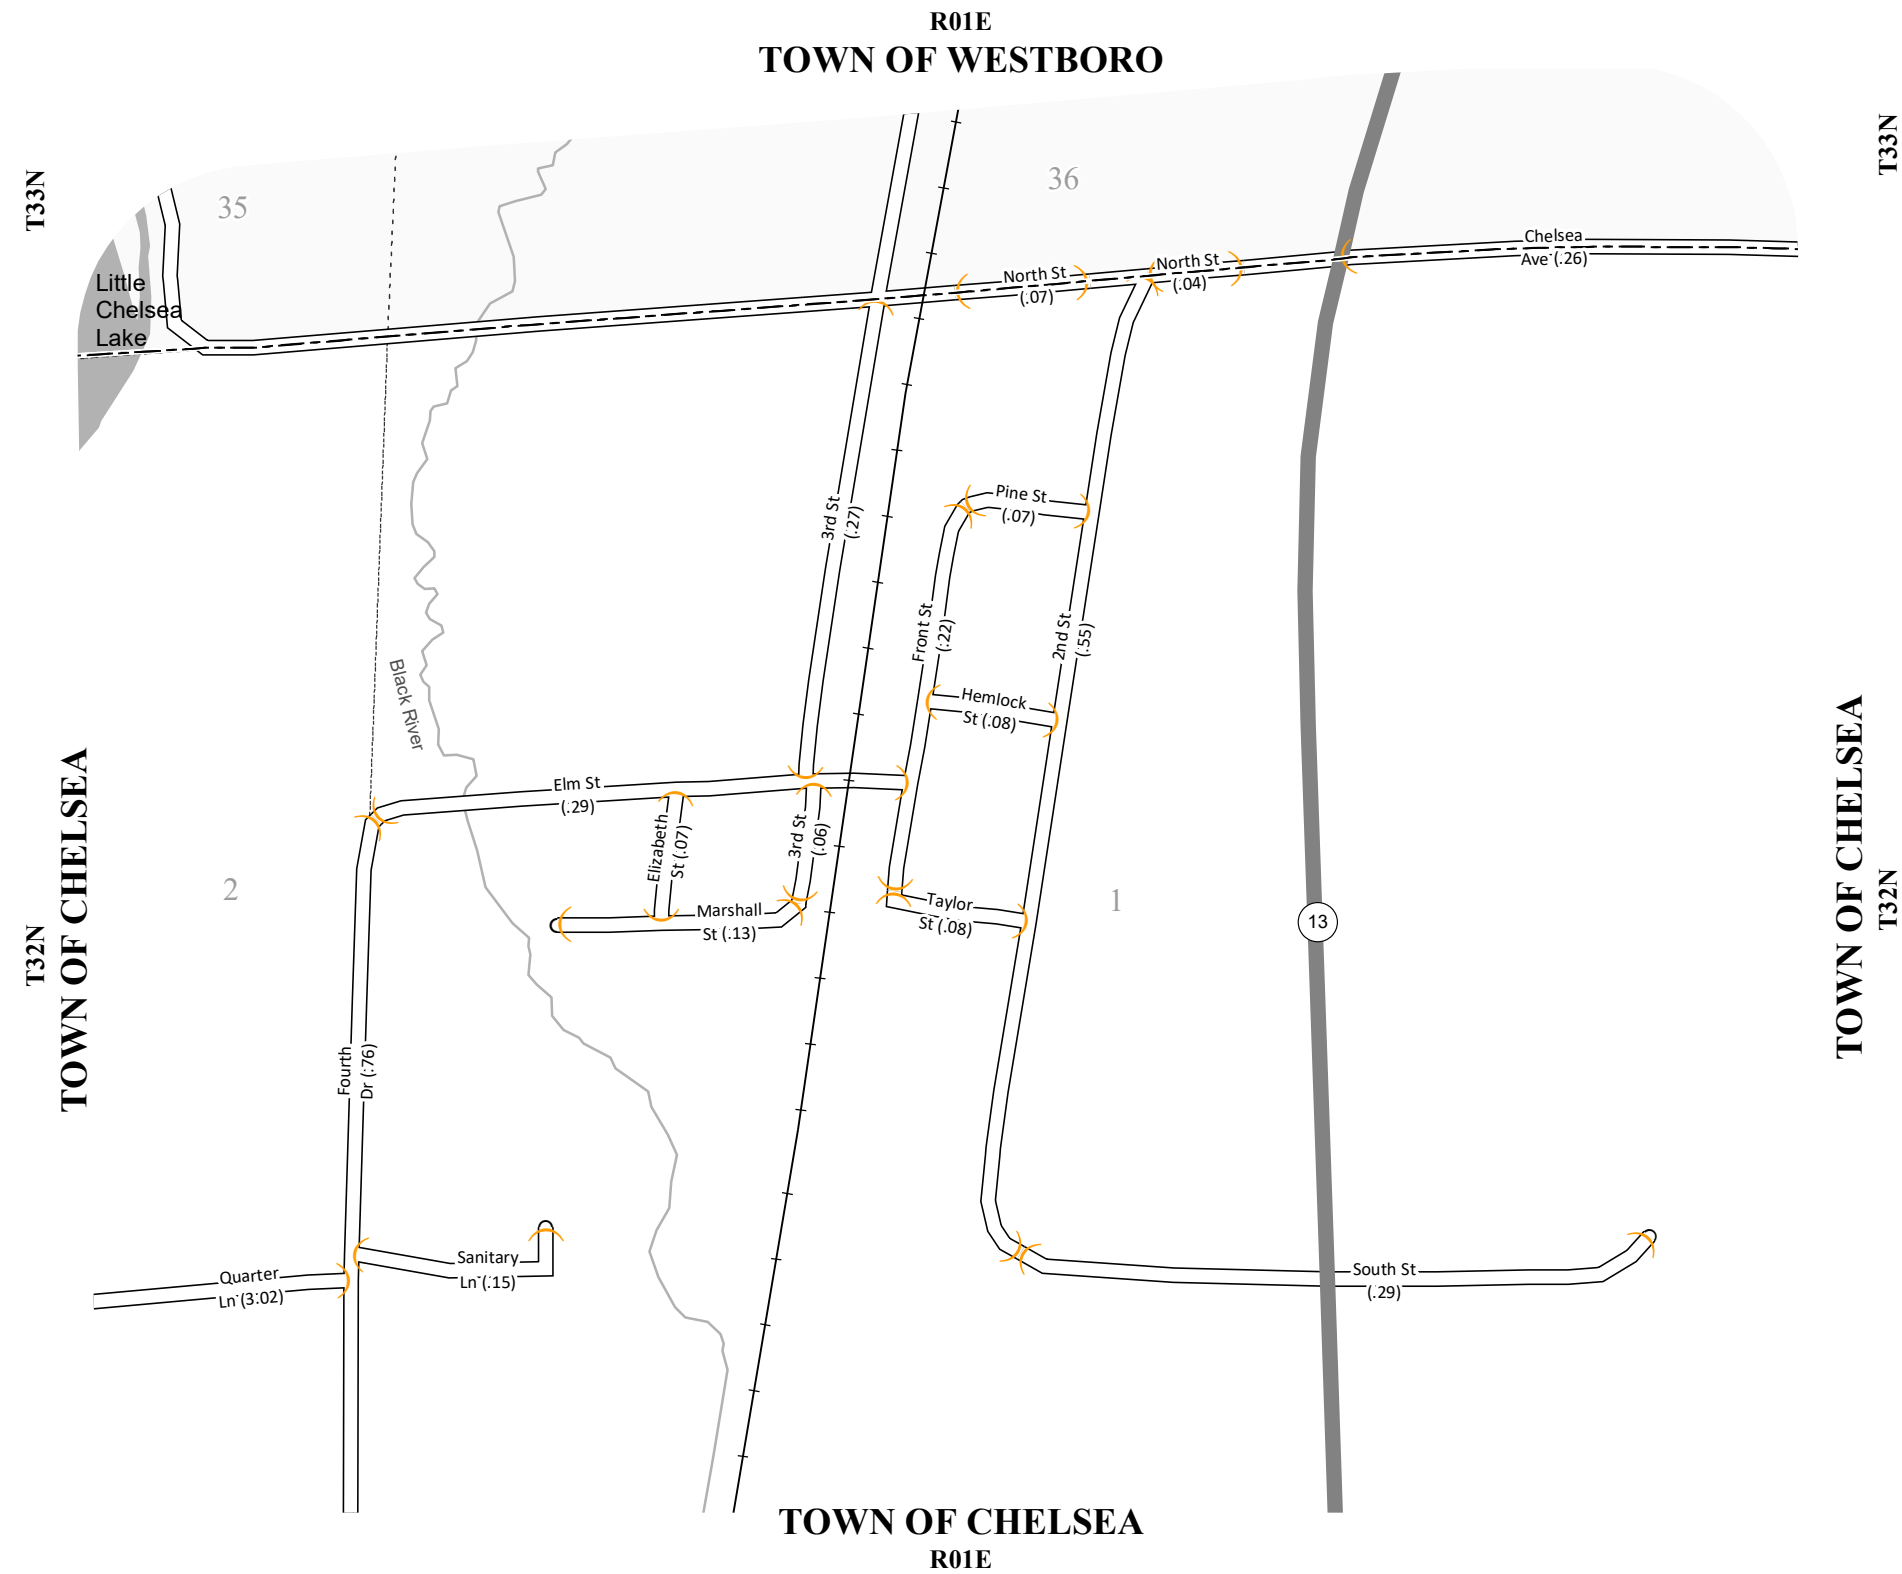 R01E
TOWN OF WESTBORO
T33N
T33N
35
36
Chelsea
Ave (.26)
North St
(.04)
North St
(.07)
Little
Chelsea
Lake
3rd St
(.27)
Pine St
(.07)
Front St
(.22)
2nd St
(.55)
Black River
Hemlock
St (.08)
Elm St
(.29)
Elizabeth
St (.07)
3rd St
(.06)
Marshall
St (.13)
Taylor
St (.08)
2
1
13
TOWN OF CHELSEA
T32N
TOWN OF CHELSEA
T32N
Fourth
Dr (.76)
Sanitary
Ln (.15)
Quarter
Ln (3.02)
South St
(.29)
TOWN OF CHELSEA
R01E